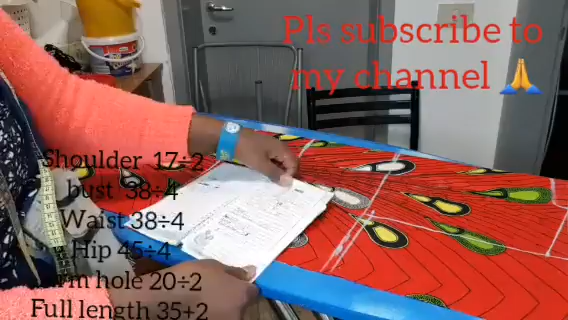 Pls subscribe to
my channel 🙏
Shoulder 17÷2
bust 38÷4
Waist 38÷4
Hip 45÷4
Arm hole 20÷2
Full length 35+2